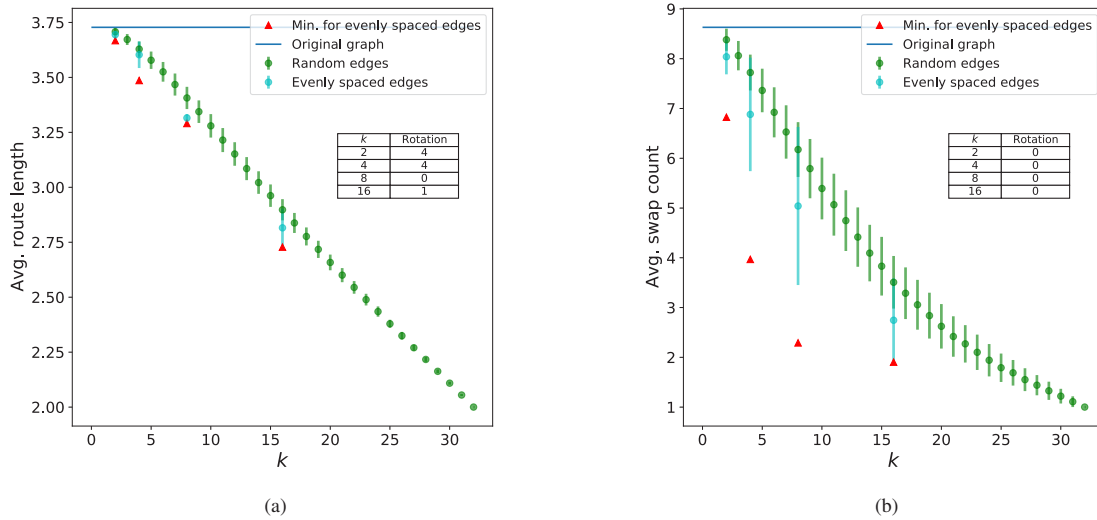 Min. for evenly spaced edges
Original graph
Random edges
Evenly spaced edges
k Rotation
2 4
4 4
8 0
16 1
3.75
3.50
3.25
3.00
2.75
2.50
2.25
2.00
Avg. route length
0 5 10 15 20 25 30
k
(a)
Min. for evenly spaced edges
Original graph
Random edges
Evenly spaced edges
k Rotation
2 0
4 0
8 0
16 0
9
8
7
6
5
4
3
2
1
Avg. swap count
0 5 10 15 20 25 30
k
(b)